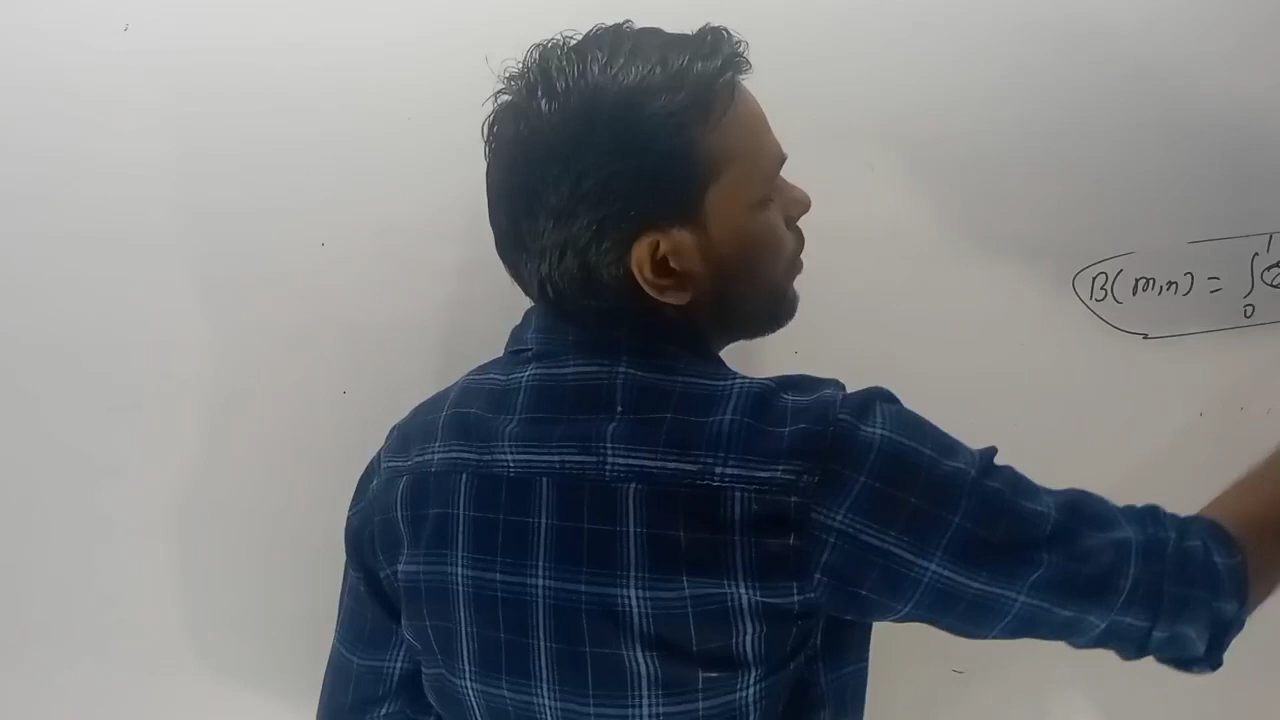 B(m,n) = ∫₀¹